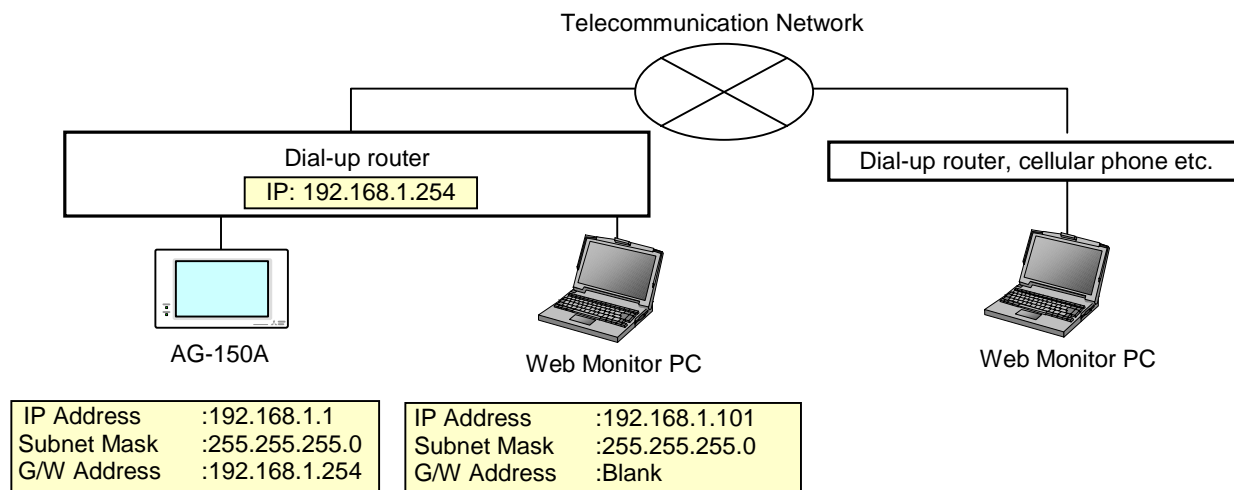 Telecommunication Network
Dial-up router
IP: 192.168.1.254
Dial-up router, cellular phone etc.
AG-150A
Web Monitor PC
Web Monitor PC
IP Address :192.168.1.1
Subnet Mask :255.255.255.0
G/W Address :192.168.1.254
IP Address :192.168.1.101
Subnet Mask :255.255.255.0
G/W Address :Blank